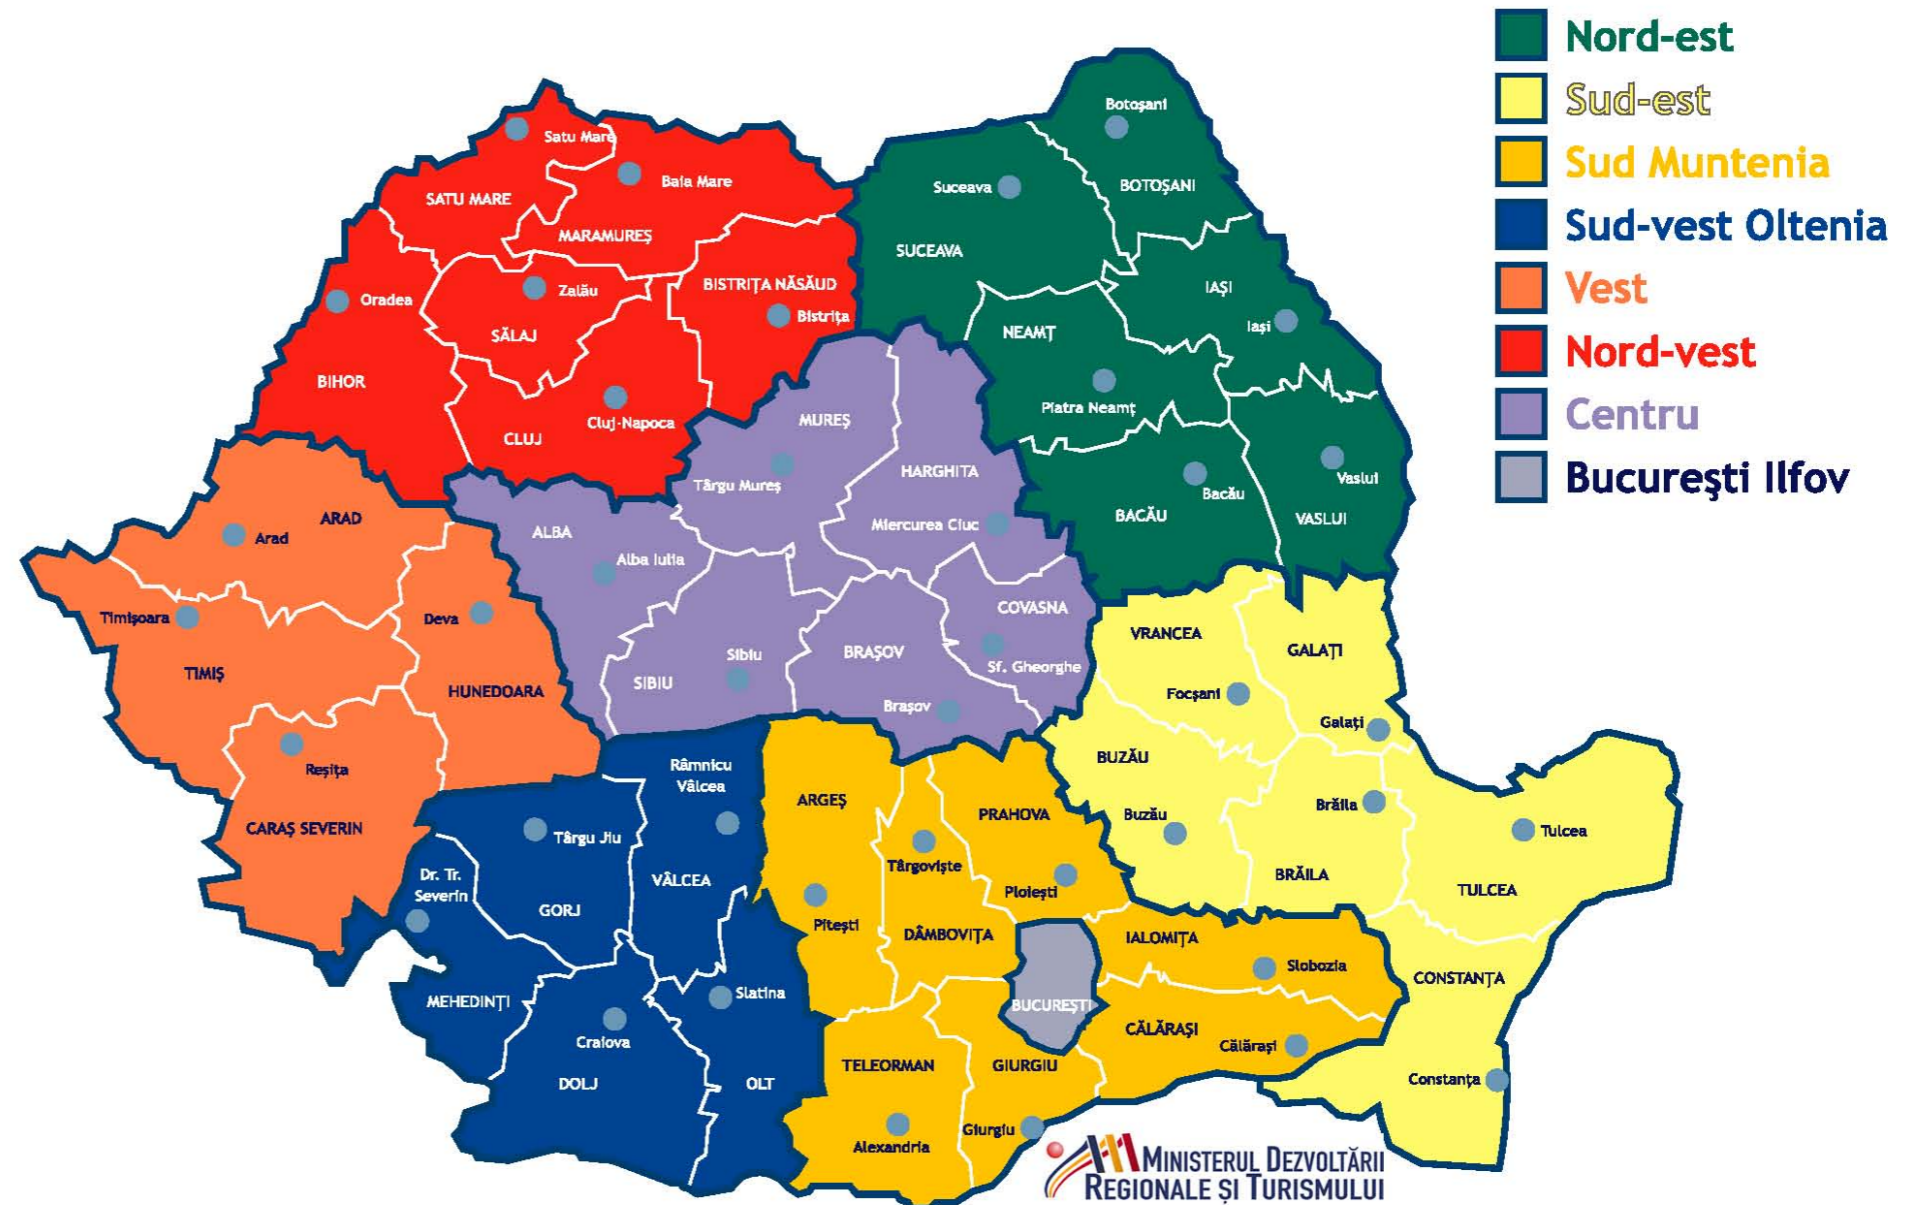 Nord-est
Sud-est
Sud Muntenia
Sud-vest Oltenia
Vest
Nord-vest
Centru
Bucureşti Ilfov
Satu Mare
SATU MARE
Baia Mare
MARAMUREŞ
Oradea
BIHOR
Zalău
SĂLAJ
BISTRIŢA NĂSĂUD
Bistriţa
Cluj-Napoca
CLUJ
Botoşani
BOTOŞANI
Suceava
SUCEAVA
IAŞI
Iaşi
NEAMŢ
Piatra Neamţ
Bacău
BACĂU
Vaslui
VASLUI
MUREŞ
Târgu Mureş
HARGHITA
Miercurea Ciuc
ALBA
Alba Iulia
COVASNA
Sf. Gheorghe
Sibiu
SIBIU
BRAŞOV
Braşov
ARAD
Arad
Timişoara
TIMIŞ
Deva
HUNEDOARA
Reşiţa
CARAŞ SEVERIN
VRANCEA
Focşani
GALAŢI
Galaţi
BUZĂU
Buzău
Brăila
BRĂILA
Tulcea
TULCEA
CONSTANŢA
Constanţa
Râmnicu
Vâlcea
VÂLCEA
Târgu Jiu
GORJ
Dr. Tr.
Severin
MEHEDINŢI
Craiova
DOLJ
Slatina
OLT
ARGEŞ
Piteşti
Târgovişte
DÂMBOVIŢA
PRAHOVA
Ploieşti
IALOMIŢA
Slobozia
BUCUREŞTI
CĂLĂRAŞI
Călăraşi
TELEORMAN
Alexandria
GIURGIU
Giurgiu
MINISTERUL DEZVOLTĂRII
REGIONALE ŞI TURISMULUI